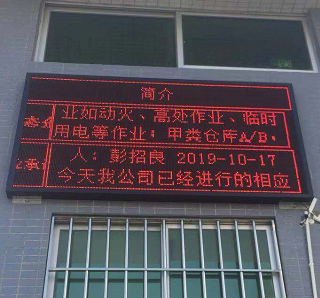 简介
业如动火、高处作业、临时
用电等作业：甲类仓库A/B，
人：彭招良 2019-10-17
今天我公司已经进行的相应